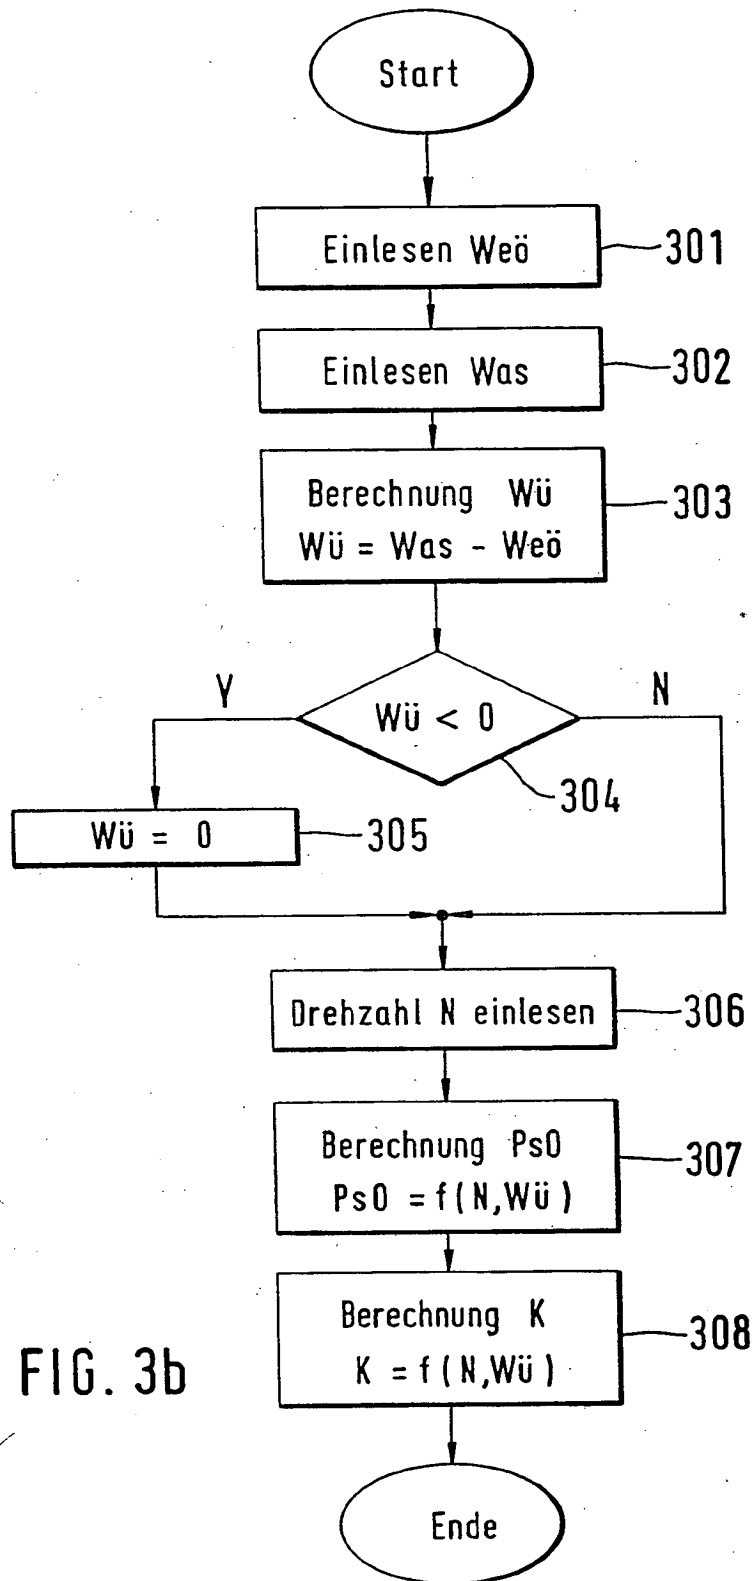 Start
Einlesen Weö
301
Einlesen Was
302
Berechnung Wü
Wü = Was - Weö
303
Y
Wü < 0
N
304
Wü = 0
305
Drehzahl N einlesen
306
Berechnung Ps0
Ps0 = f(N,Wü)
307
Berechnung K
K = f(N,Wü)
308
FIG. 3b
Ende